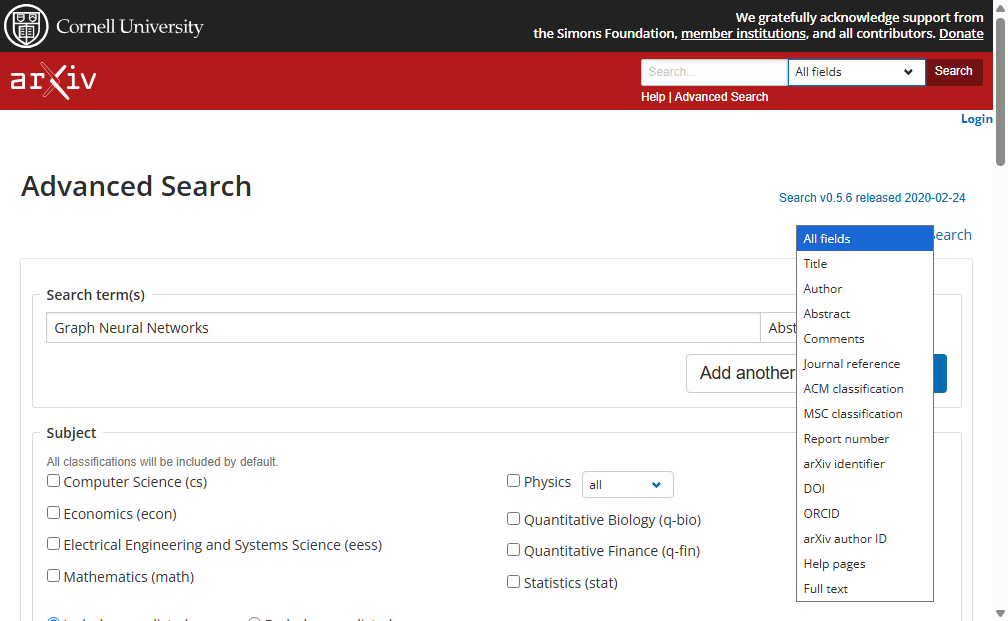 Cornell University
We gratefully acknowledge support from
the Simons Foundation, member institutions, and all contributors. Donate
arXiv
Search...
All fields
Search
Help | Advanced Search
Login
Advanced Search
Search v0.5.6 released 2020-02-24
Search
Search term(s)
Graph Neural Networks
Abst
Add another
All fields
Title
Author
Abstract
Comments
Journal reference
ACM classification
MSC classification
Report number
arXiv identifier
DOI
ORCID
arXiv author ID
Help pages
Full text
Subject
All classifications will be included by default.
Computer Science (cs)
Economics (econ)
Electrical Engineering and Systems Science (eess)
Mathematics (math)
Physics
all
Quantitative Biology (q-bio)
Quantitative Finance (q-fin)
Statistics (stat)